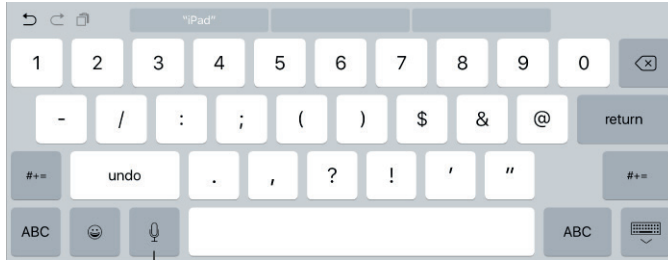 "iPad"
1 2 3 4 5 6 7 8 9 0
- / : ; ( ) $ & @ return
#+= undo . , ? ! ' " #+=
ABC ABC